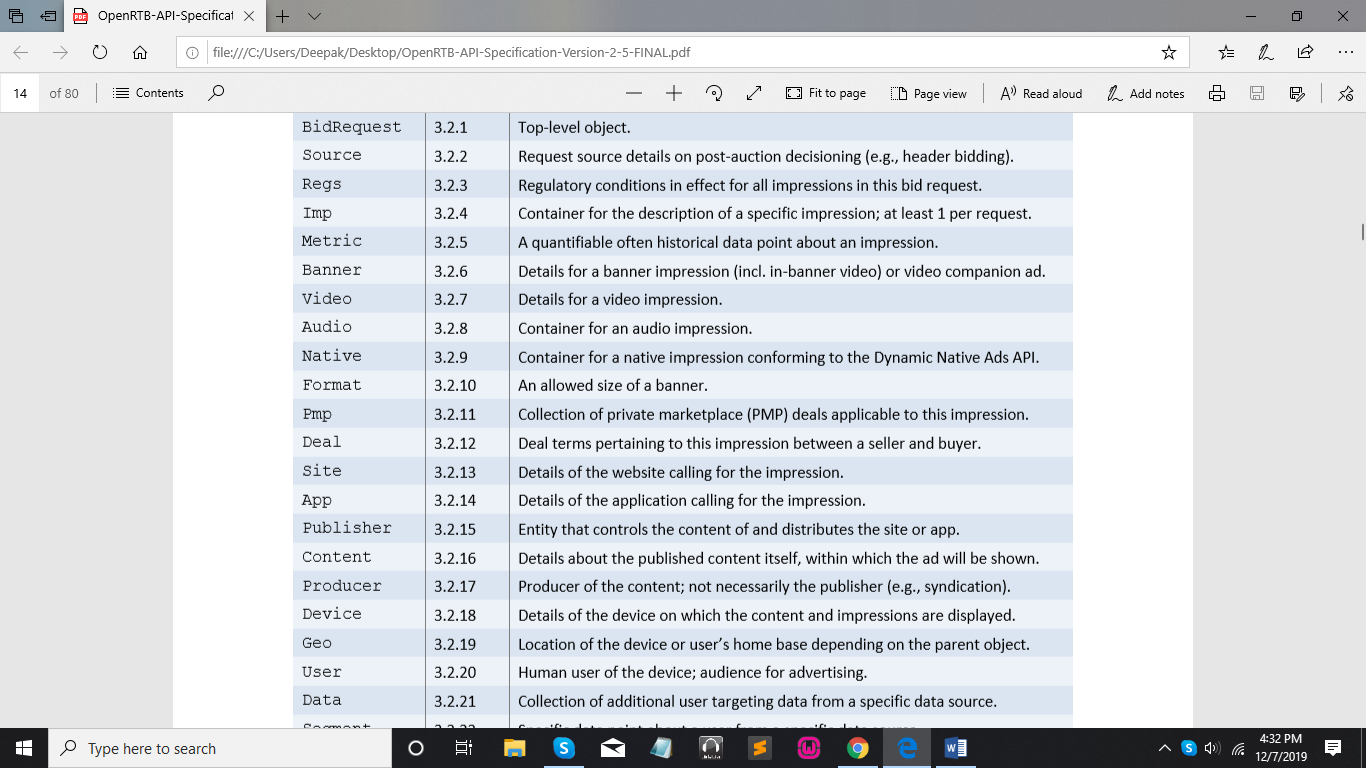 OpenRTB-API-Specificat
file:///C:/Users/Deepak/Desktop/OpenRTB-API-Specification-Version-2-5-FINAL.pdf
14 of 80 Contents Fit to page Page view Read aloud Add notes
BidRequest 3.2.1 Top-level object.
Source 3.2.2 Request source details on post-auction decisioning (e.g., header bidding).
Regs 3.2.3 Regulatory conditions in effect for all impressions in this bid request.
Imp 3.2.4 Container for the description of a specific impression; at least 1 per request.
Metric 3.2.5 A quantifiable often historical data point about an impression.
Banner 3.2.6 Details for a banner impression (incl. in-banner video) or video companion ad.
Video 3.2.7 Details for a video impression.
Audio 3.2.8 Container for an audio impression.
Native 3.2.9 Container for a native impression conforming to the Dynamic Native Ads API.
Format 3.2.10 An allowed size of a banner.
Pmp 3.2.11 Collection of private marketplace (PMP) deals applicable to this impression.
Deal 3.2.12 Deal terms pertaining to this impression between a seller and buyer.
Site 3.2.13 Details of the website calling for the impression.
App 3.2.14 Details of the application calling for the impression.
Publisher 3.2.15 Entity that controls the content of and distributes the site or app.
Content 3.2.16 Details about the published content itself, within which the ad will be shown.
Producer 3.2.17 Producer of the content; not necessarily the publisher (e.g., syndication).
Device 3.2.18 Details of the device on which the content and impressions are displayed.
Geo 3.2.19 Location of the device or user's home base depending on the parent object.
User 3.2.20 Human user of the device; audience for advertising.
Data 3.2.21 Collection of additional user targeting data from a specific data source.
Type here to search
4:32 PM
12/7/2019